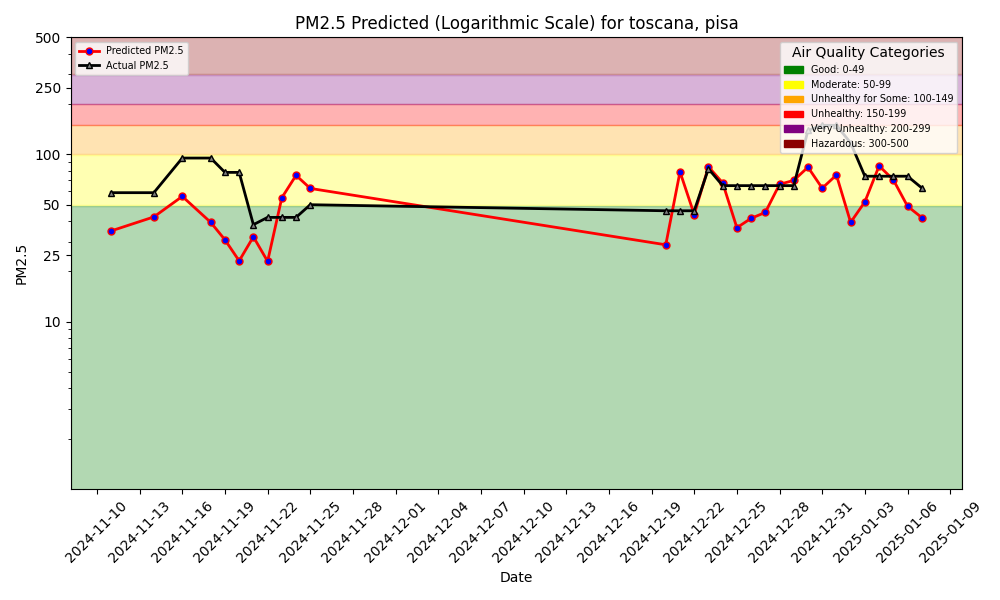 PM2.5 Predicted (Logarithmic Scale) for toscana, pisa
Predicted PM2.5
Actual PM2.5
Air Quality Categories
Good: 0-49
Moderate: 50-99
Unhealthy for Some: 100-149
Unhealthy: 150-199
Very Unhealthy: 200-299
Hazardous: 300-500
PM2.5
500
250
100
50
25
10
2024-11-10
2024-11-13
2024-11-16
2024-11-19
2024-11-22
2024-11-25
2024-11-28
2024-12-01
2024-12-04
2024-12-07
2024-12-10
2024-12-13
2024-12-16
2024-12-19
2024-12-22
2024-12-25
2024-12-28
2024-12-31
2025-01-03
2025-01-06
2025-01-09
Date